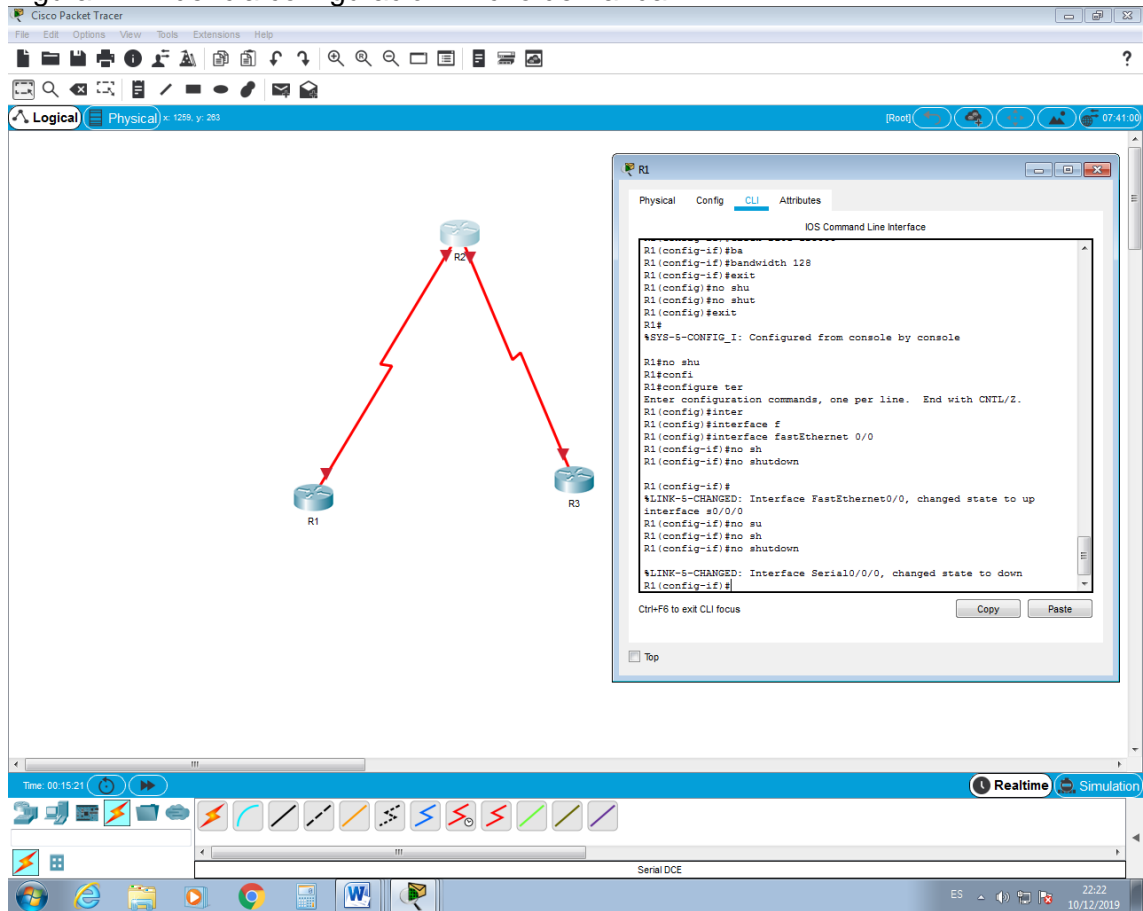 Cisco Packet Tracer
File Edit Options View Tools Extensions Help
?
Logical Physical x: 1259, y: 263 [Root] 07:41:00
R2
R1
R3
R1
Physical Config CLI Attributes
IOS Command Line Interface
R1(config-if)#ba
R1(config-if)#bandwidth 128
R1(config-if)#exit
R1(config)#no shu
R1(config)#no shut
R1(config)#exit
R1#
%SYS-5-CONFIG_I: Configured from console by console
R1#no shu
R1#confi
R1#configure ter
Enter configuration commands, one per line. End with CNTL/Z.
R1(config)#inter
R1(config)#interface f
R1(config)#interface fastEthernet 0/0
R1(config-if)#no sh
R1(config-if)#no shutdown
R1(config-if)#
%LINK-5-CHANGED: Interface FastEthernet0/0, changed state to up
interface s0/0/0
R1(config-if)#no su
R1(config-if)#no sh
R1(config-if)#no shutdown
%LINK-5-CHANGED: Interface Serial0/0/0, changed state to down
R1(config-if)#
Ctrl+F6 to exit CLI focus Copy Paste
Top
Time: 00:15:21 Realtime Simulation
Serial DCE
ES 22:22
10/12/2019